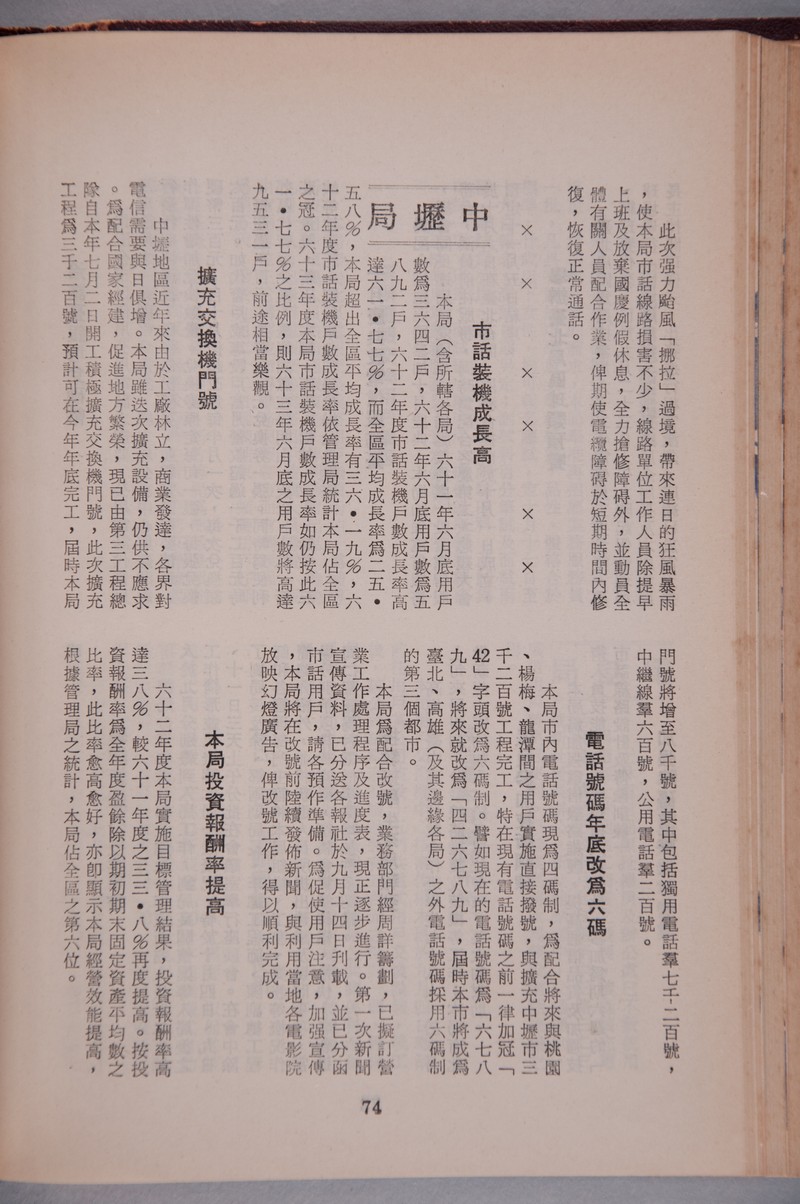 此次强力颱風「娜拉」過境，帶來連日的狂風暴雨
，使本局市話線路損害不少，線路單位工作人員除提早
上班及放棄國慶例假休息，全力搶修障碍外，並動員全
體有關人員配合作業，俾期使電纜障碍於短期時間內修
復，恢復正常通話。
×　×　×　×　×　×
中壢局
市話裝機成長高
本局（含所轄各局）六十一年六月底用戶
數爲三六四二戶，六十二年六月底用戶數爲五
八九二戶，六十二年度市話裝機戶數成長率高
達六一•七七％，而全區平均成長率爲二五•
五八％，本局超出全區平均成長率有三六•一九％，六
十二年度市話裝機戶數成長率依管理局統計本局佔全區
之冠。六十三年度本局市話裝機戶數成長率如仍按此六
一•七七％之比例，則六十三年六月底之用戶數將高達
九五三一戶，前途相當樂觀。
擴充交換機門號
中壢地區近年來由於工廠林立，商業發達，各界對
電信需要與日俱增。本局雖迭次擴充設備，仍供不應求
。爲配合國家經建，促進地方繁榮，現已由第三工程總
隊自本年七月二日開工積極擴充交換機門號，此次擴充
工程爲三千二百號，預計可在今年年底完工，屆時本局
門號將增至八千號，其中包括獨用電話羣七千二百號，
中繼線羣六百號，公用電話羣二百號。
電話號碼年底改爲六碼
本局市內電話號碼現爲四碼制，爲配合將來與桃園
、楊梅、龍潭間之用戶實施直接撥號，與擴充中壢市三
千二百號工程完工，特在現有電話號碼之前一律加冠「
42」字頭改爲六碼制。譬如現在的電話號碼爲「六七八
九」，將來就改爲「四二六七八九」，屆時本市將成爲
臺北、高雄（及其邊緣各局）之外電話號碼採用六碼制
的第三個都市。
本局爲配合改號，業務部門經周詳籌劃，已擬訂營
業工作處理程序及進度表，現正逐步進行。第一次新聞
宣傳資料，已分送各報社於九月十四日刊載，並已分函
市話用戶，請各預作準備。爲促使用戶注意，加强宣傳
，本局將在改號前陸續發佈新聞，與利用當地各電影院
放映幻燈廣告，俾改號工作，得以順利完成。
本局投資報酬率提高
六十二年度本局實施目標管理結果，投資報酬率高
達三八％，較六十一年度之三三•八％再度提高。按投
資報酬率爲全年度盈餘除以期初期末固定資產平均數之
比率，此比率愈高愈好，亦卽顯示本局經營效能提高，
根據管理局之統計，本局佔全區之第六位。
74